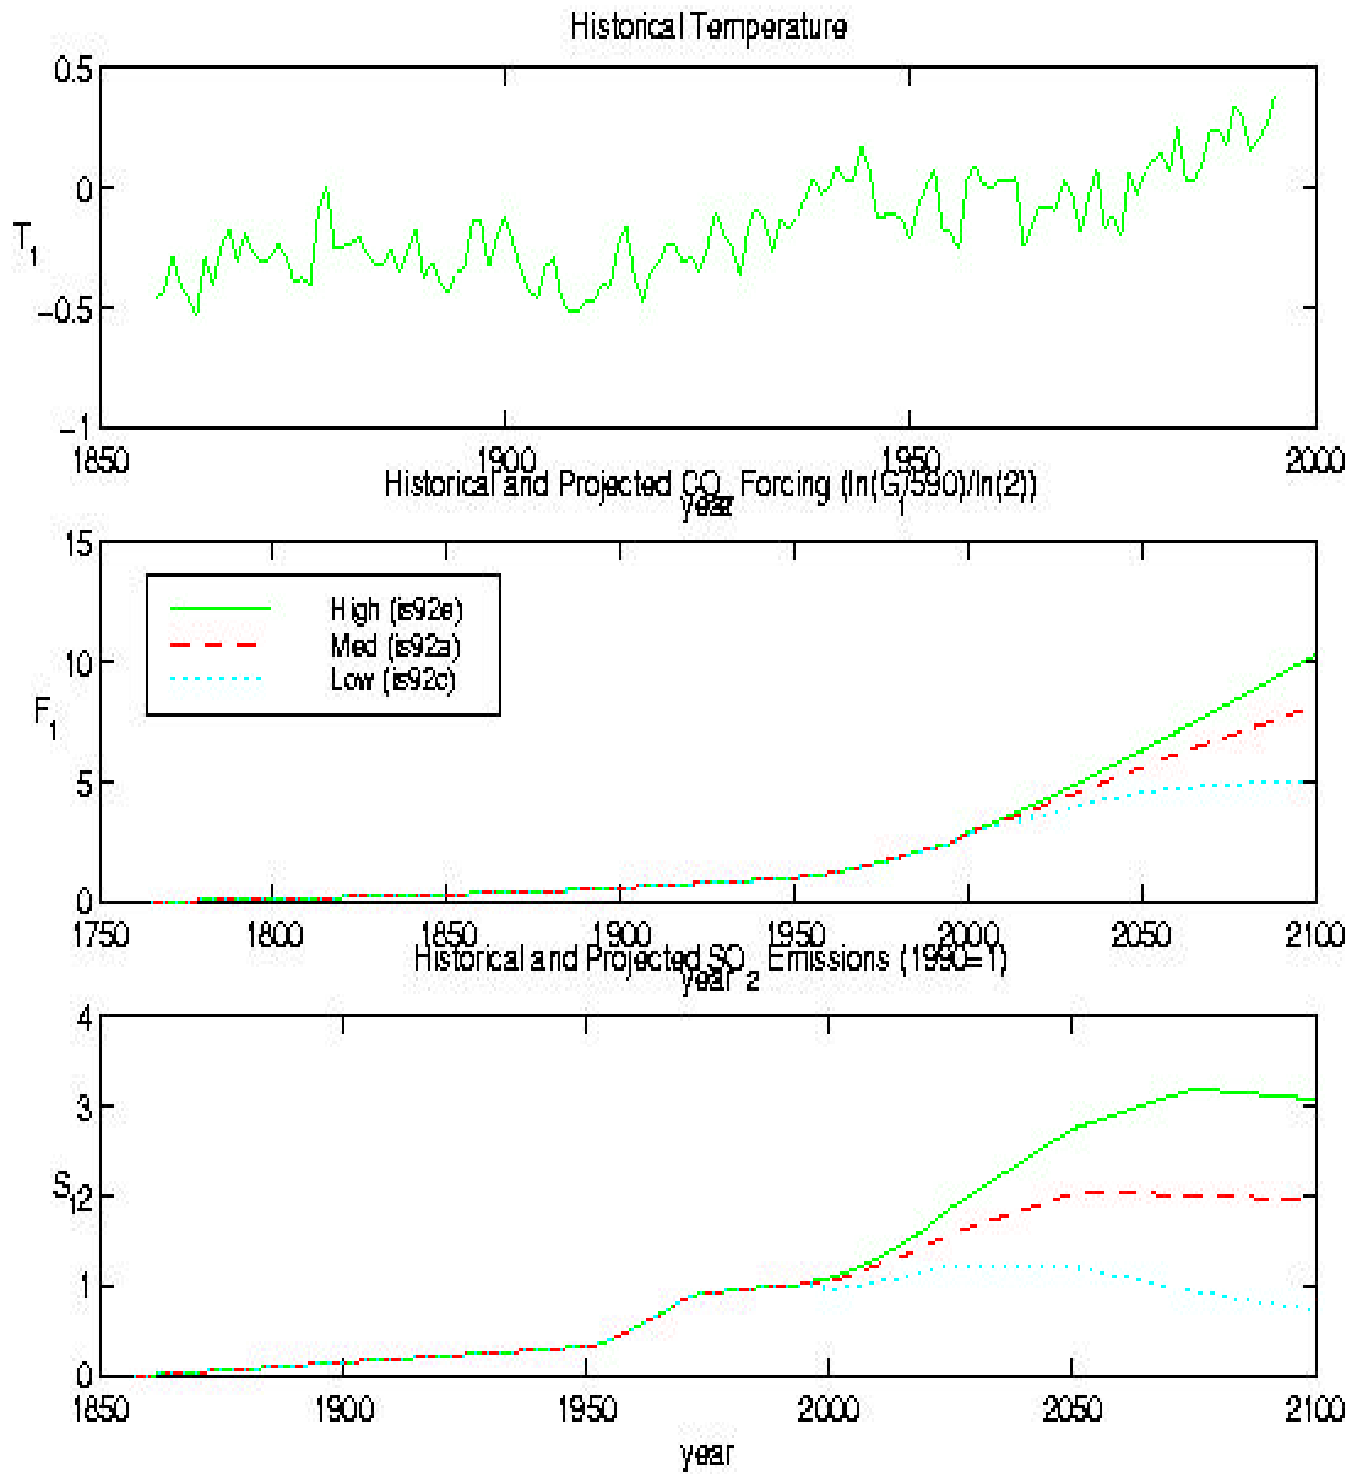 Historical Temperature
0.5
0
-0.5
-1
T1
1850 1900 1950 2000
year
Historical and Projected CO2 Forcing (ln(G1/590)/ln(2))
15
10
5
0
F1
High (is92e)
Med (is92a)
Low (is92c)
1750 1800 1850 1900 1950 2000 2050 2100
year
Historical and Projected SO2 Emissions (1990=1)
4
3
2
1
0
S1
1850 1900 1950 2000 2050 2100
year